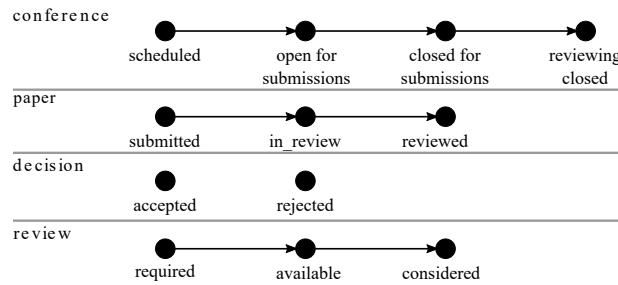 conference
scheduled open for closed for reviewing
submissions submissions closed
paper
submitted in_review reviewed
decision
accepted rejected
review
required available considered